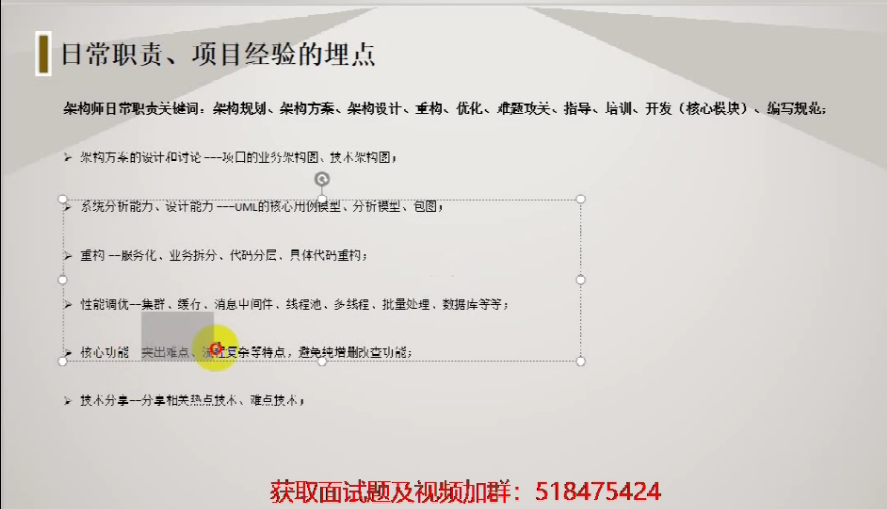 日常职责、项目经验的埋点
架构师日常职责关键词：架构规划、架构方案、架构设计、重构、优化、难题攻关、指导、培训、开发（核心模块）、编写规范；
➢ 架构方案的设计和讨论 ---项目的业务架构图、技术架构图；
➢ 系统分析能力、设计能力 ---UML的核心用例模型、分析模型、包图；
➢ 重构 --服务化、业务拆分、代码分层、具体代码重构；
➢ 性能调优--集群、缓存、消息中间件、线程池、多线程、批量处理、数据库等等；
➢ 核心功能 突出难点、流程复杂等特点，避免纯增删改查功能；
➢ 技术分享--分享相关热点技术、难点技术；
获取面试题及视频加群：518475424